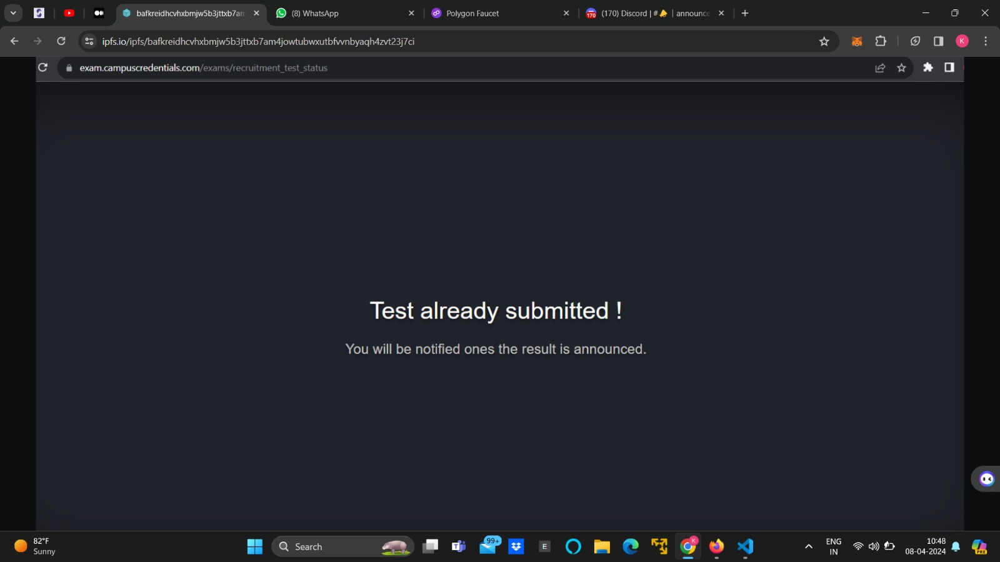 bafkreidhcvhxbmjw5b3jttxb7am
(8) WhatsApp
Polygon Faucet
170
(170) Discord | #📣 | announce
ipfs.io/ipfs/bafkreidhcvhxbmjw5b3jttxb7am4jowtubwxutbfvvnbyaqh4zvt23j7ci
K
exam.campuscredentials.com/exams/recruitment_test_status
Test already submitted !
You will be notified ones the result is announced.
82°F
Sunny
Search
99+
E
K
ENG
IN
10:48
08-04-2024
PRE